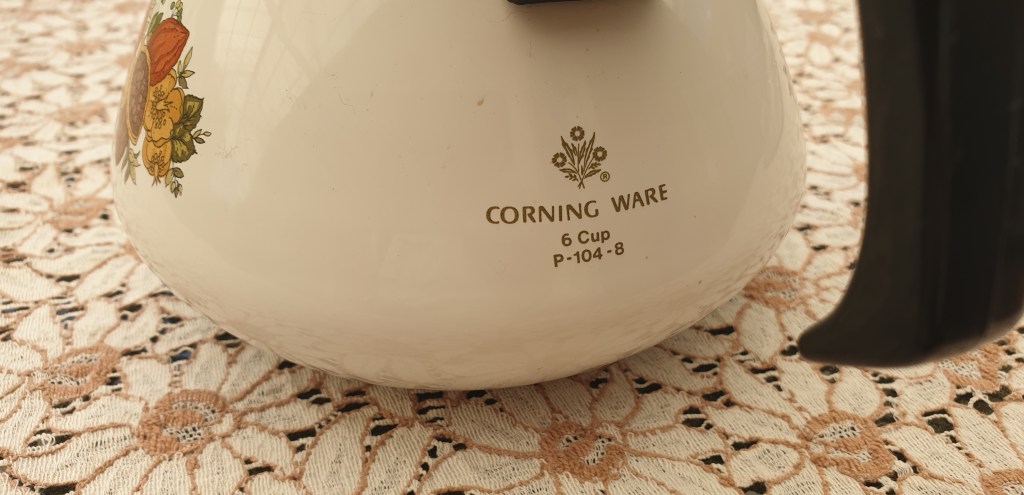 ®
CORNING WARE
6 Cup
P-104-8